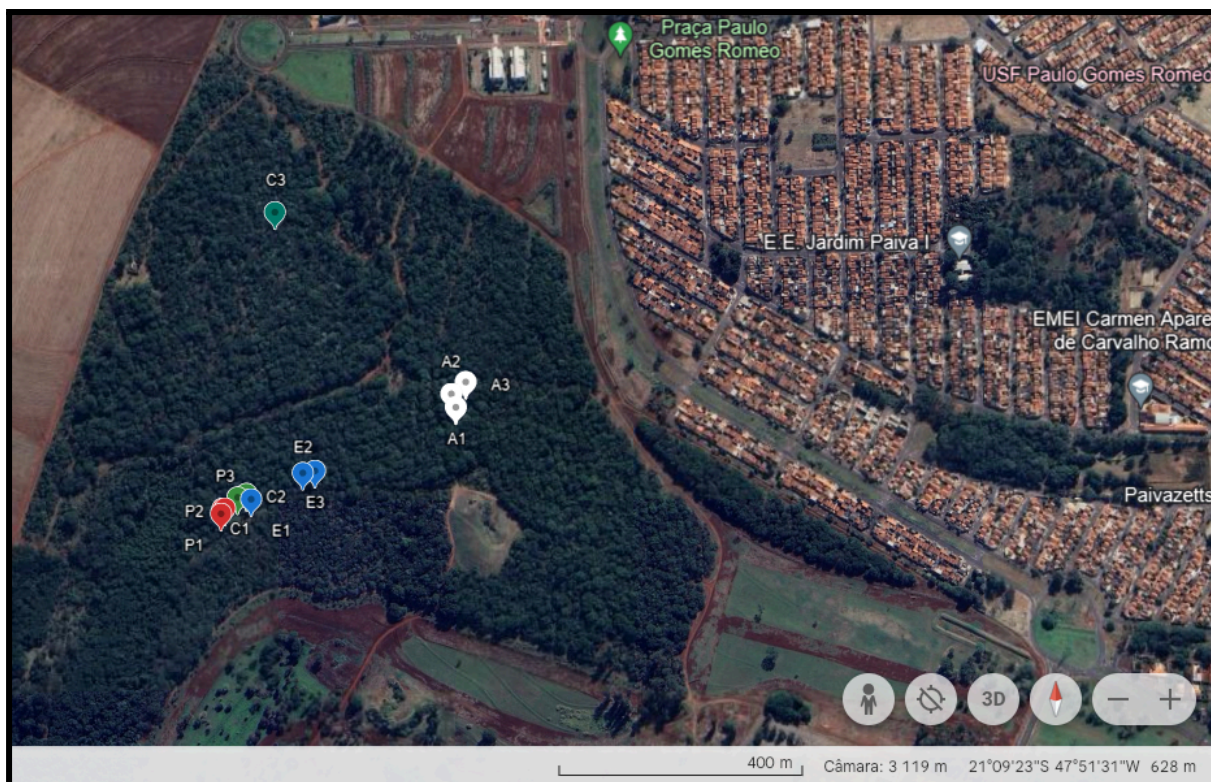 Praça Paulo
Gomes Romeo
USF Paulo Gomes Romeo
C3
E.E. Jardim Paiva I
EMEI Carmen Apare
de Carvalho Ramo
A2
A3
A1
E2
P3
C2
E3
Paivazetts
P2
C1
E1
P1
3D
400 m
Câmara: 3 119 m 21°09'23"S 47°51'31"W 628 m